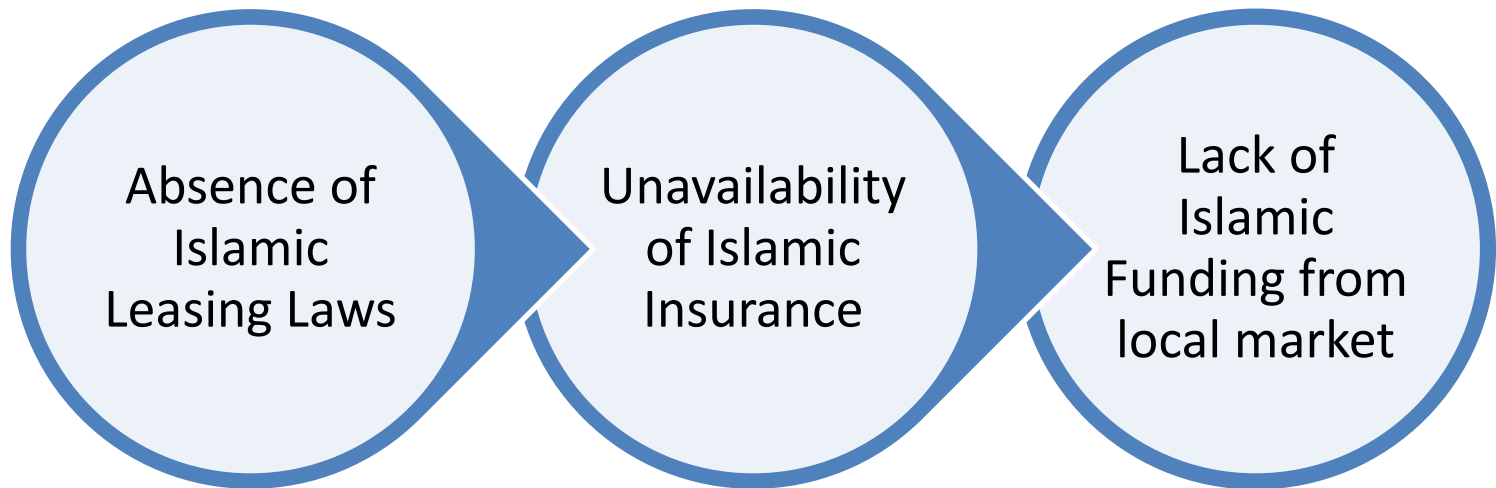 Absence of
Islamic
Leasing Laws
Unavailability
of Islamic
Insurance
Lack of
Islamic
Funding from
local market